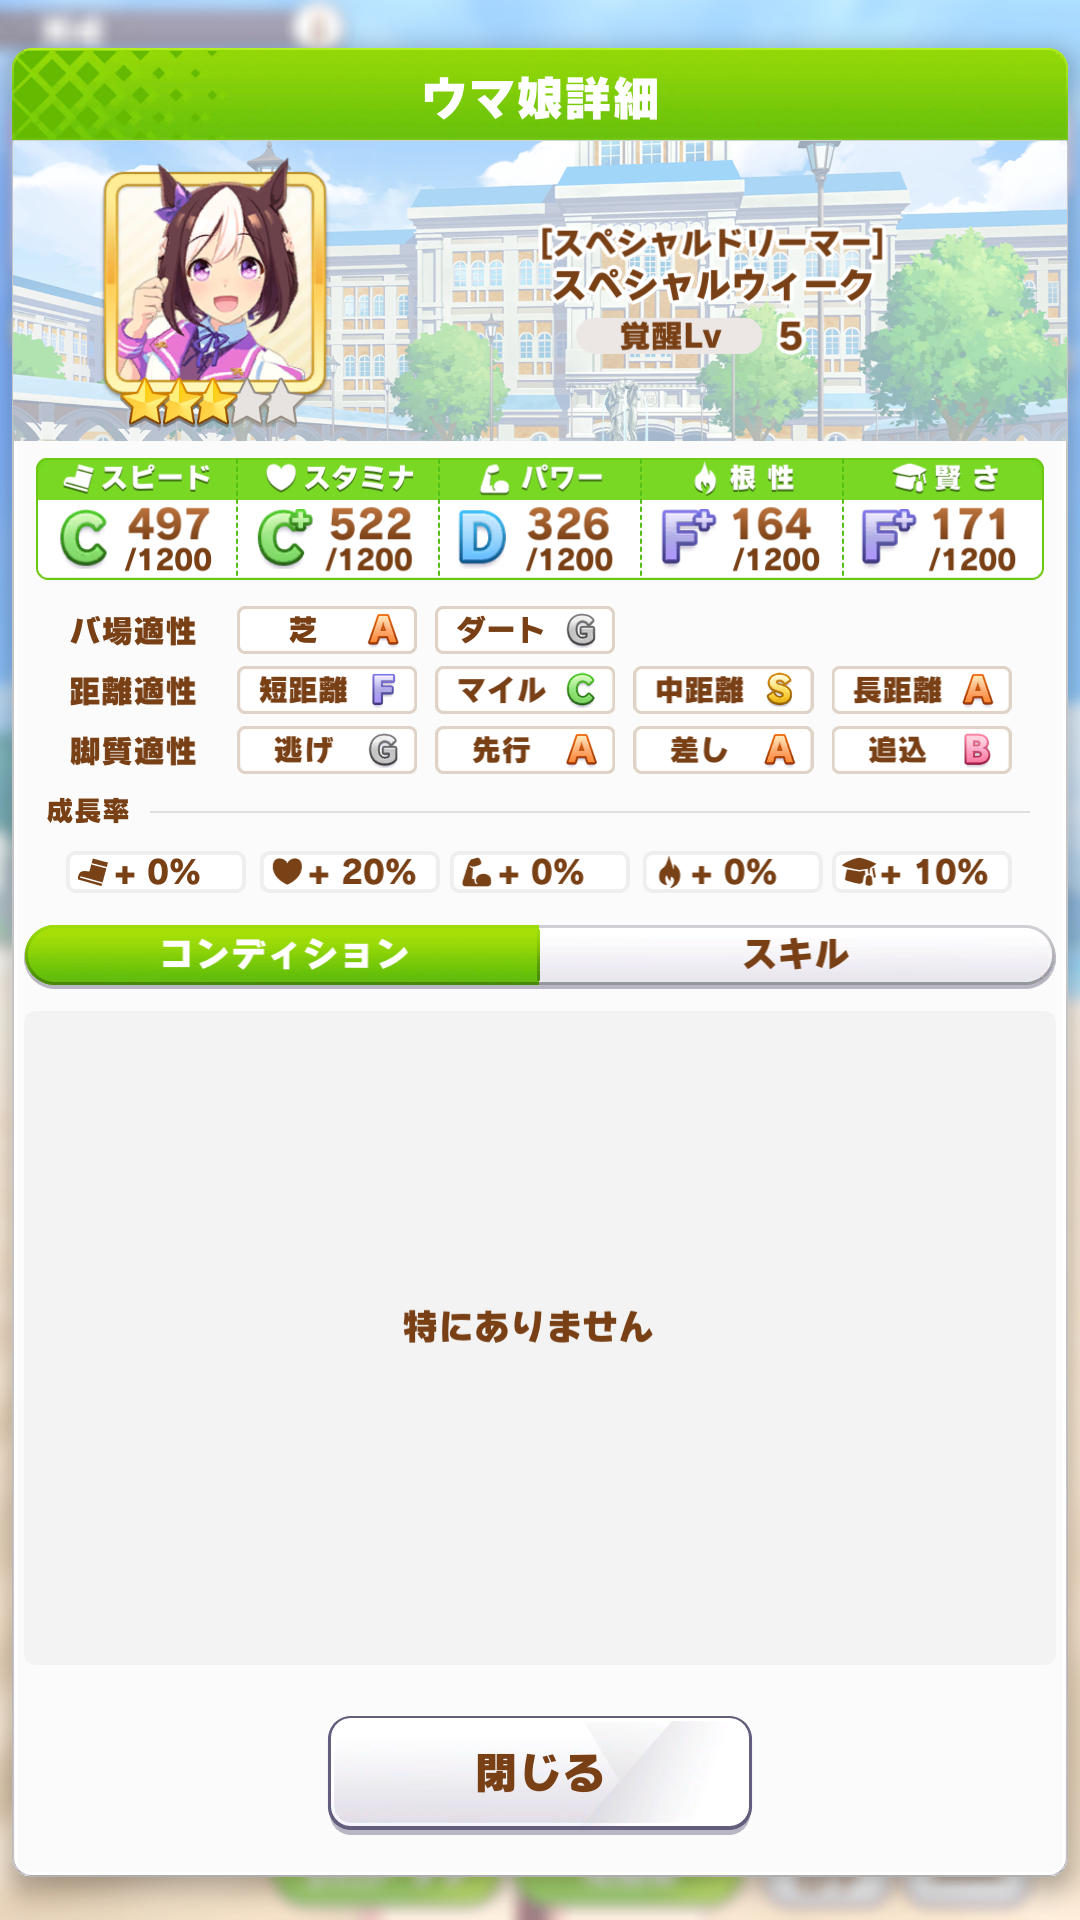 ウマ娘詳細
[スペシャルドリーマー]
スペシャルウィーク
覚醒Lv 5
スピード スタミナ パワー 根性 賢さ
C 497 C+ 522 D 326 F+ 164 F+ 171
/1200 /1200 /1200 /1200 /1200
バ場適性 芝 A ダート G
距離適性 短距離 F マイル C 中距離 S 長距離 A
脚質適性 逃げ G 先行 A 差し A 追込 B
成長率
+ 0% + 20% + 0% + 0% + 10%
コンディション スキル
特にありません
閉じる